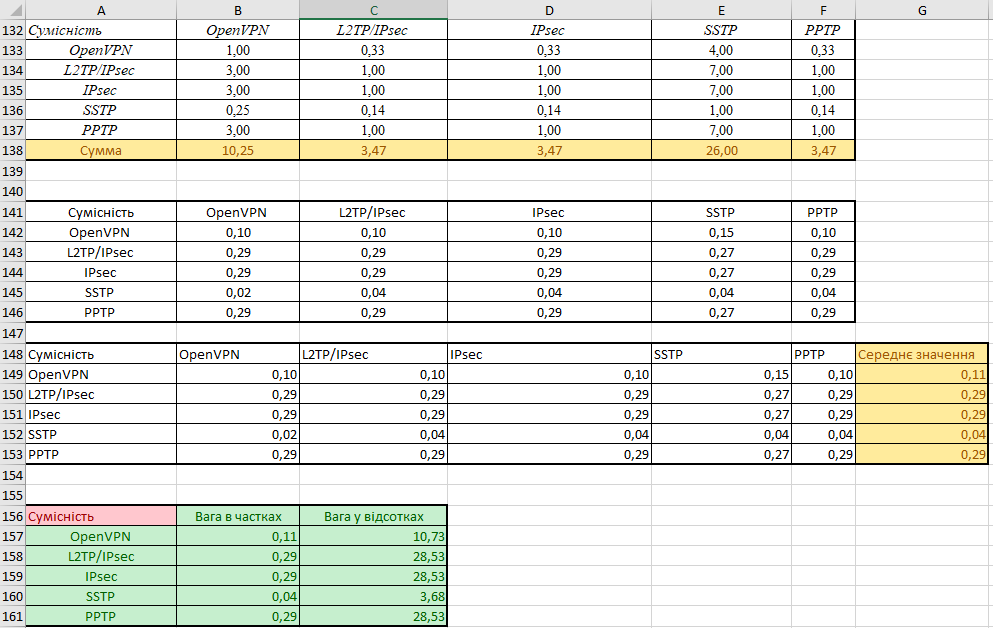 A B C D E F G
132 Сумісність OpenVPN L2TP/IPsec IPsec SSTP PPTP
133 OpenVPN 1,00 0,33 0,33 4,00 0,33
134 L2TP/IPsec 3,00 1,00 1,00 7,00 1,00
135 IPsec 3,00 1,00 1,00 7,00 1,00
136 SSTP 0,25 0,14 0,14 1,00 0,14
137 PPTP 3,00 1,00 1,00 7,00 1,00
138 Сумма 10,25 3,47 3,47 26,00 3,47
139
140
141 Сумісність OpenVPN L2TP/IPsec IPsec SSTP PPTP
142 OpenVPN 0,10 0,10 0,10 0,15 0,10
143 L2TP/IPsec 0,29 0,29 0,29 0,27 0,29
144 IPsec 0,29 0,29 0,29 0,27 0,29
145 SSTP 0,02 0,04 0,04 0,04 0,04
146 PPTP 0,29 0,29 0,29 0,27 0,29
147
148 Сумісність OpenVPN L2TP/IPsec IPsec SSTP PPTP Середнє значення
149 OpenVPN 0,10 0,10 0,10 0,15 0,10 0,11
150 L2TP/IPsec 0,29 0,29 0,29 0,27 0,29 0,29
151 IPsec 0,29 0,29 0,29 0,27 0,29 0,29
152 SSTP 0,02 0,04 0,04 0,04 0,04 0,04
153 PPTP 0,29 0,29 0,29 0,27 0,29 0,29
154
155
156 Сумісність Вага в частках Вага у відсотках
157 OpenVPN 0,11 10,73
158 L2TP/IPsec 0,29 28,53
159 IPsec 0,29 28,53
160 SSTP 0,04 3,68
161 PPTP 0,29 28,53